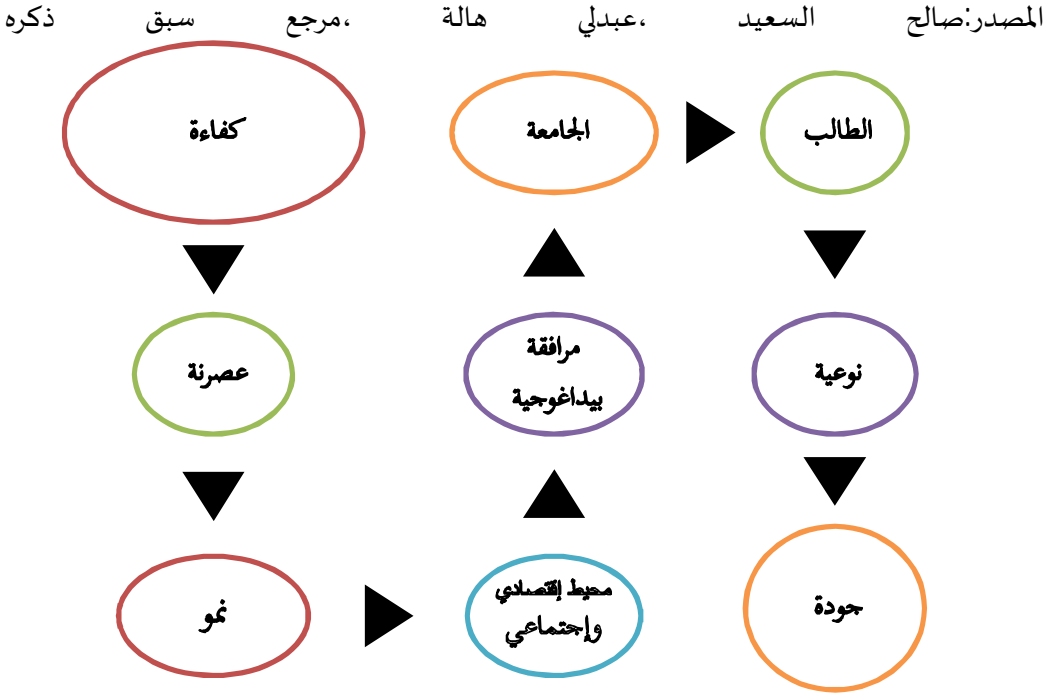 المصدر:صالح السعيد ،عبدلي هالة ،مرجع سبق ذكره
كفاءة
عصرنة
نمو
محيط إقتصادي
وإجتماعي
مرافقة
بيداغوجية
الجامعة
الطالب
نوعية
جودة